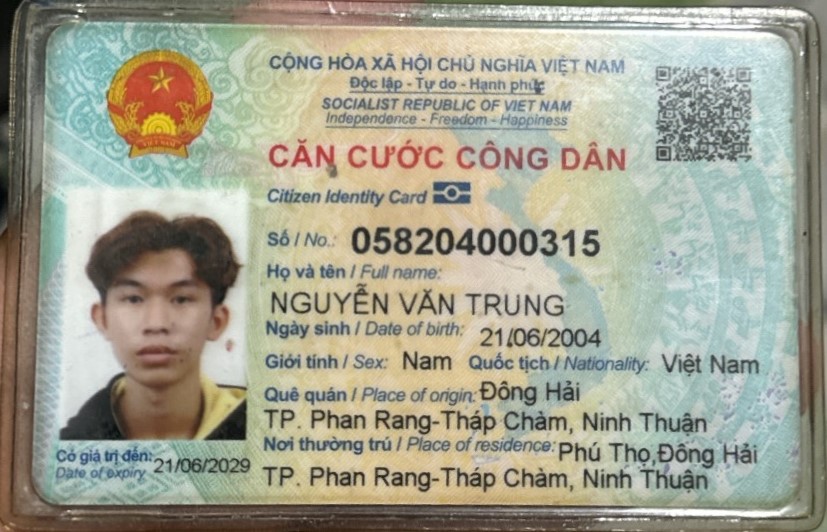 CỘNG HÒA XÃ HỘI CHỦ NGHĨA VIỆT NAM
Độc lập - Tự do - Hạnh phúc
SOCIALIST REPUBLIC OF VIET NAM
Independence - Freedom - Happiness
CĂN CƯỚC CÔNG DÂN
Citizen Identity Card
Số / No.: 058204000315
Họ và tên / Full name:
NGUYỄN VĂN TRUNG
Ngày sinh / Date of birth: 21/06/2004
Giới tính / Sex: Nam Quốc tịch / Nationality: Việt Nam
Quê quán / Place of origin: Đông Hải
TP. Phan Rang-Tháp Chàm, Ninh Thuận
Nơi thường trú / Place of residence: Phú Thọ,Đông Hải
TP. Phan Rang-Tháp Chàm, Ninh Thuận
Có giá trị đến: 21/06/2029
Date of expiry